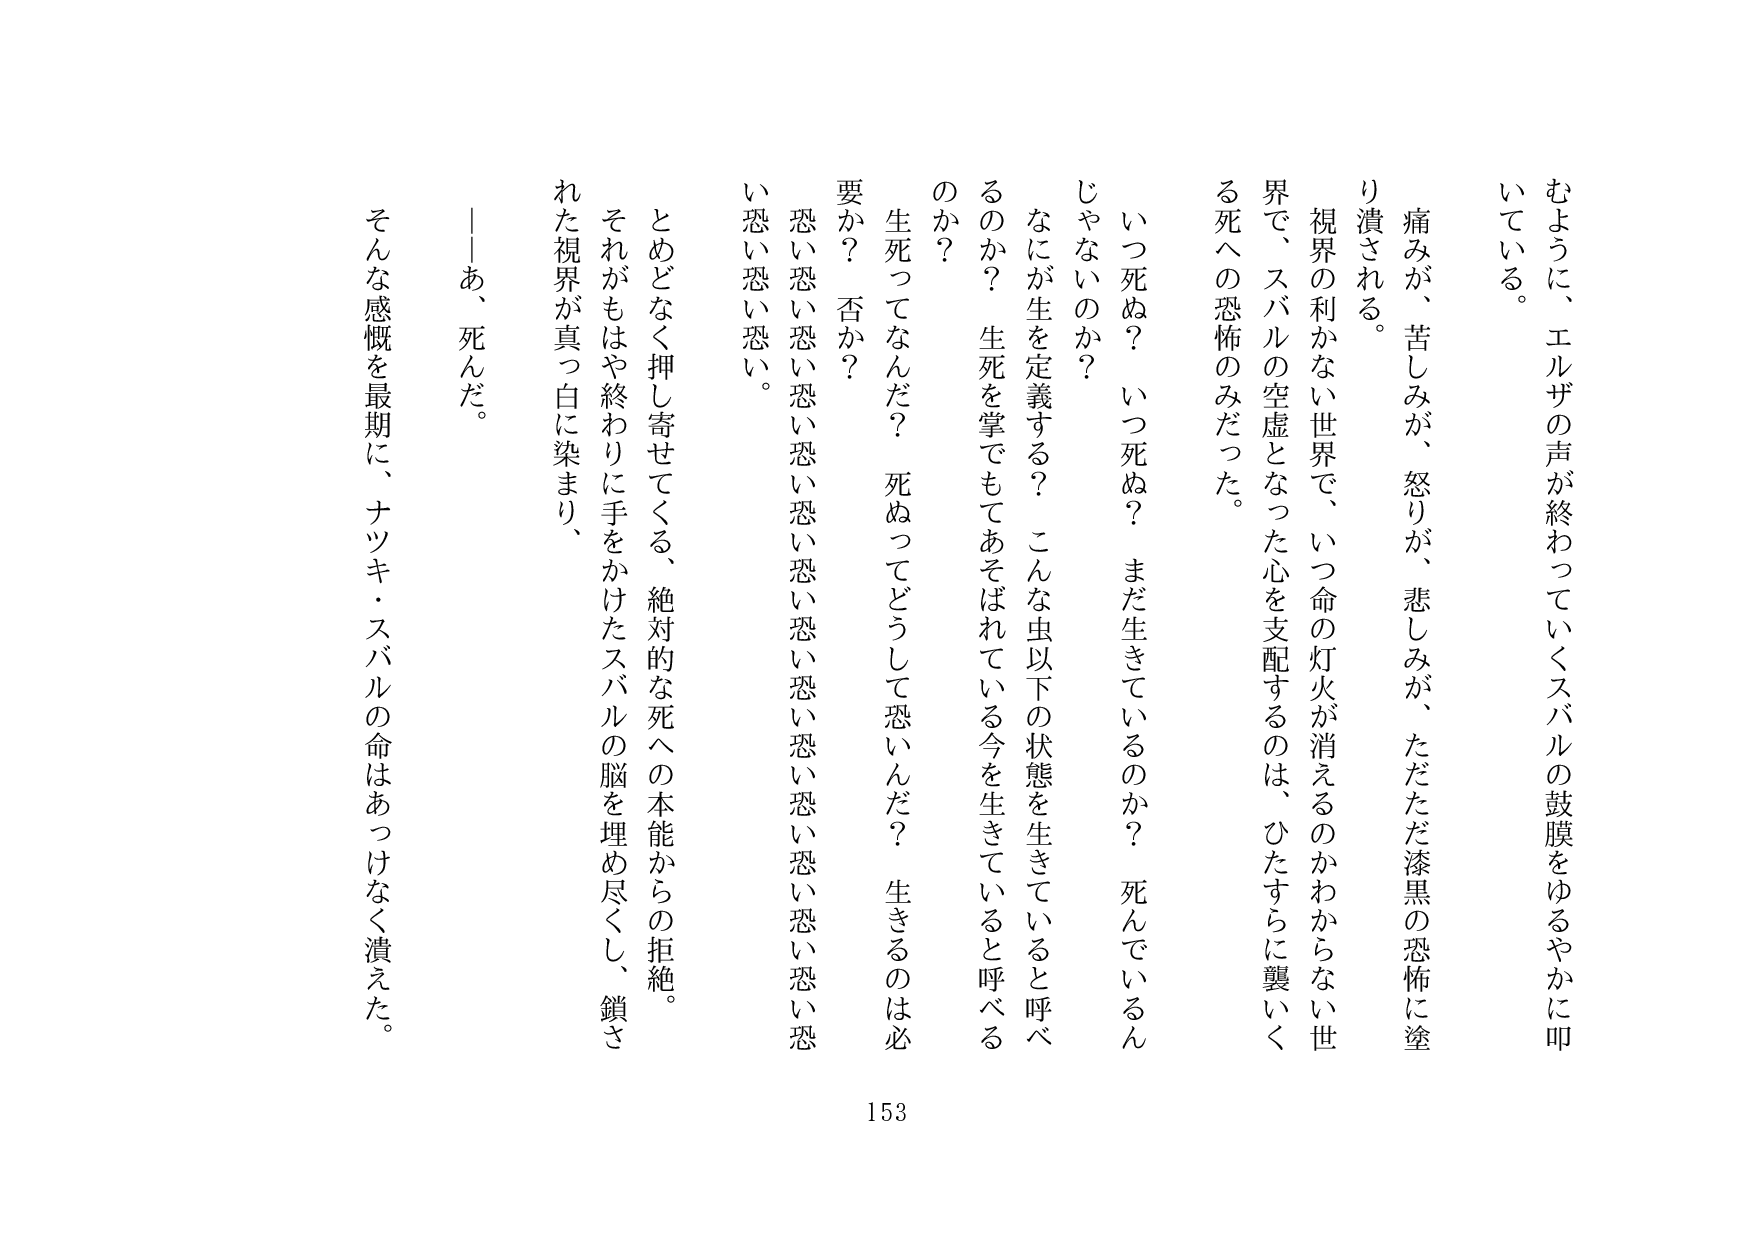 むように、エルザの声が終わっていくスバルの鼓膜をゆるやかに叩
いている。
痛みが、苦しみが、怒りが、悲しみが、ただただ漆黒の恐怖に塗
り潰される。
視界の利かない世界で、いつ命の灯火が消えるのかわからない世
界で、スバルの空虚となった心を支配するのは、ひたすらに襲いく
る死への恐怖のみだった。
いつ死ぬ？　いつ死ぬ？　まだ生きているのか？　死んでいるん
じゃないのか？
なにが生を定義する？　こんな虫以下の状態を生きていると呼べ
るのか？　生死を掌でもてあそばれている今を生きていると呼べる
のか？
生死ってなんだ？　死ぬってどうして恐いんだ？　生きるのは必
要か？　否か？
恐い恐い恐い恐い恐い恐い恐い恐い恐い恐い恐い恐い恐い恐い恐
い恐い恐い恐い。
とめどなく押し寄せてくる、絶対的な死への本能からの拒絶。
それがもはや終わりに手をかけたスバルの脳を埋め尽くし、鎖さ
れた視界が真っ白に染まり、
――あ、死んだ。
そんな感慨を最期に、ナツキ・スバルの命はあっけなく潰えた。
153